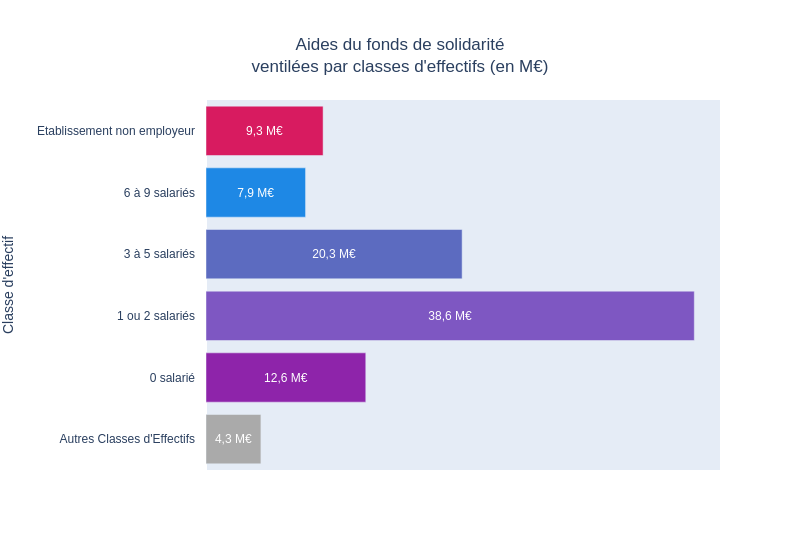 Aides du fonds de solidarité
ventilées par classes d'effectifs (en M€)
Classe d'effectif
Etablissement non employeur
9,3 M€
6 à 9 salariés
7,9 M€
3 à 5 salariés
20,3 M€
1 ou 2 salariés
38,6 M€
0 salarié
12,6 M€
Autres Classes d'Effectifs
4,3 M€